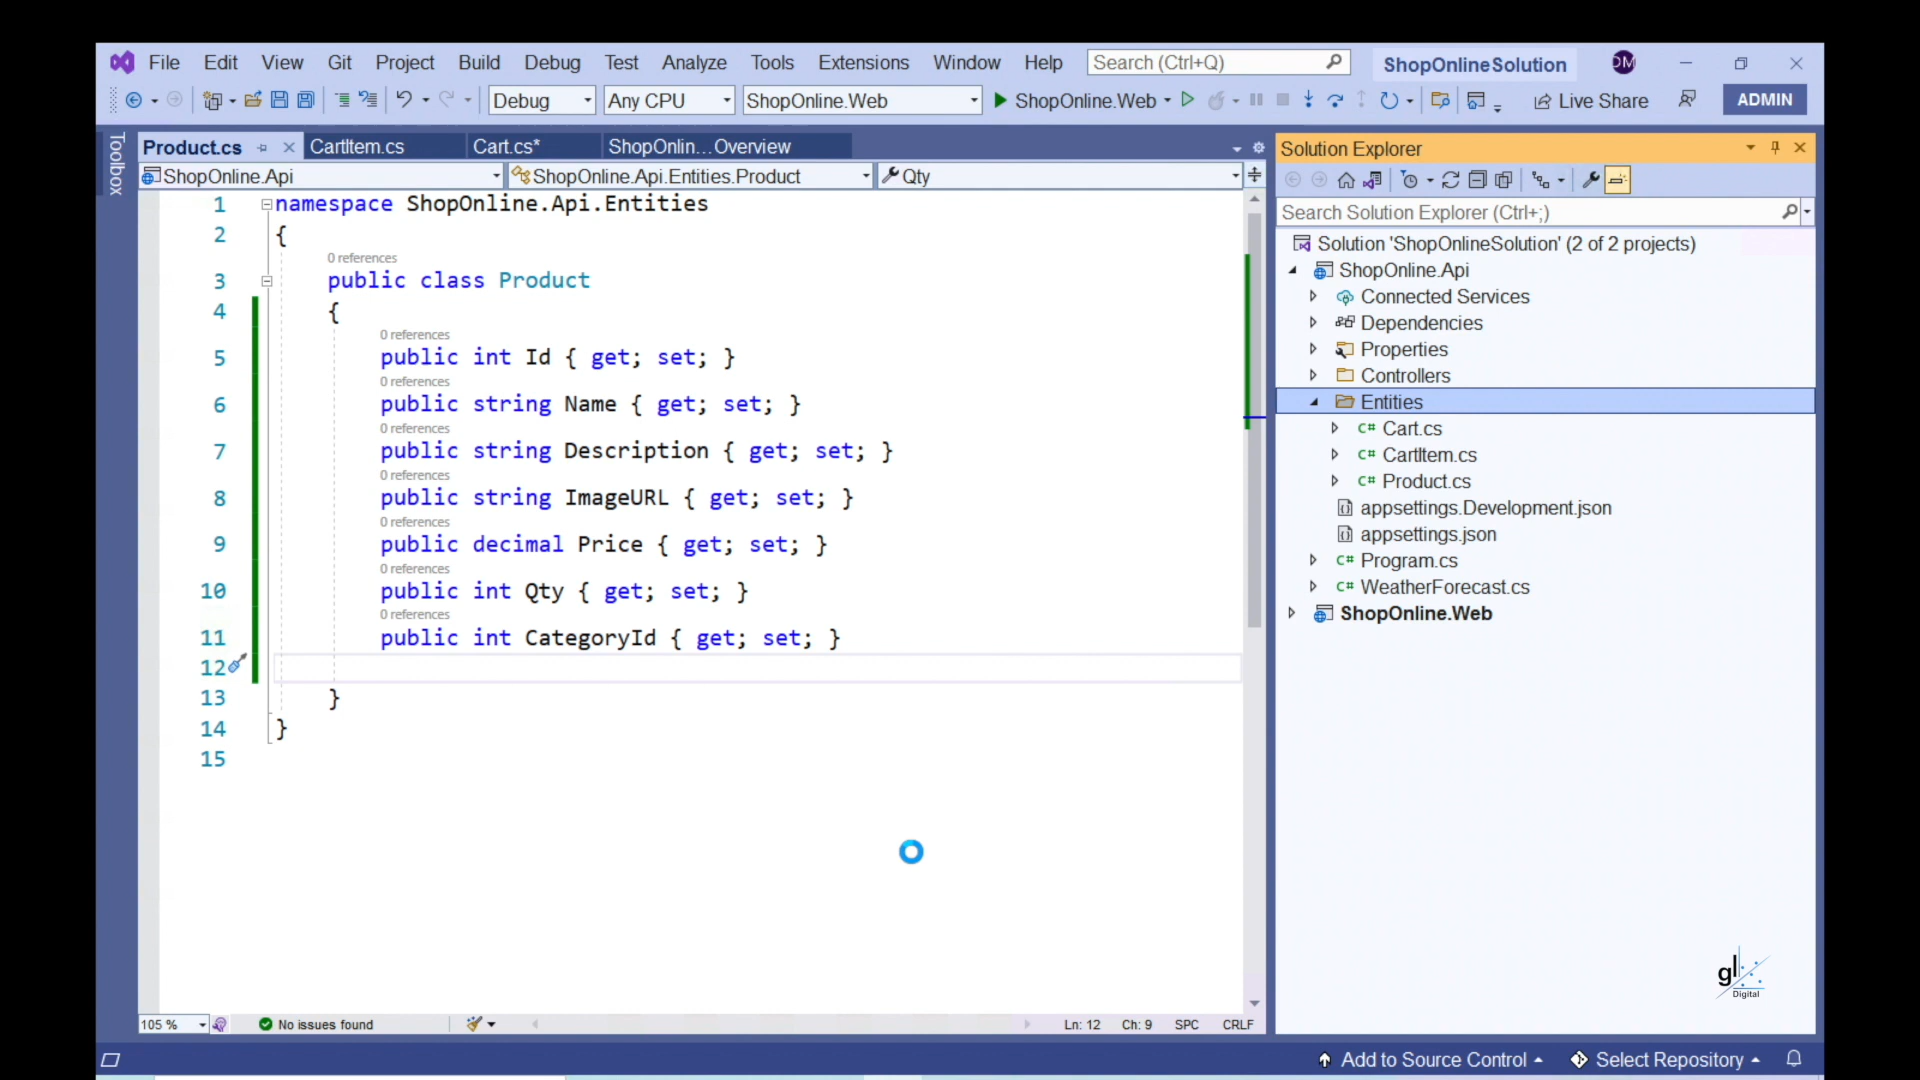 File Edit View Git Project Build Debug Test Analyze Tools Extensions Window Help Search (Ctrl+Q) ShopOnlineSolution DM
Debug Any CPU ShopOnline.Web ShopOnline.Web Live Share ADMIN
Toolbox
Product.cs CartItem.cs Cart.cs* ShopOnlin...Overview
ShopOnline.Api ShopOnline.Api.Entities.Product Qty
1 namespace ShopOnline.Api.Entities
2 {
0 references
3 public class Product
4 {
0 references
5 public int Id { get; set; }
0 references
6 public string Name { get; set; }
0 references
7 public string Description { get; set; }
0 references
8 public string ImageURL { get; set; }
0 references
9 public decimal Price { get; set; }
0 references
10 public int Qty { get; set; }
0 references
11 public int CategoryId { get; set; }
12
13 }
14 }
15
105 % No issues found Ln: 12 Ch: 9 SPC CRLF
Solution Explorer
Search Solution Explorer (Ctrl+;)
Solution 'ShopOnlineSolution' (2 of 2 projects)
ShopOnline.Api
Connected Services
Dependencies
Properties
Controllers
Entities
C# Cart.cs
C# CartItem.cs
C# Product.cs
appsettings.Development.json
appsettings.json
C# Program.cs
C# WeatherForecast.cs
ShopOnline.Web
gl
Digital
Add to Source Control Select Repository